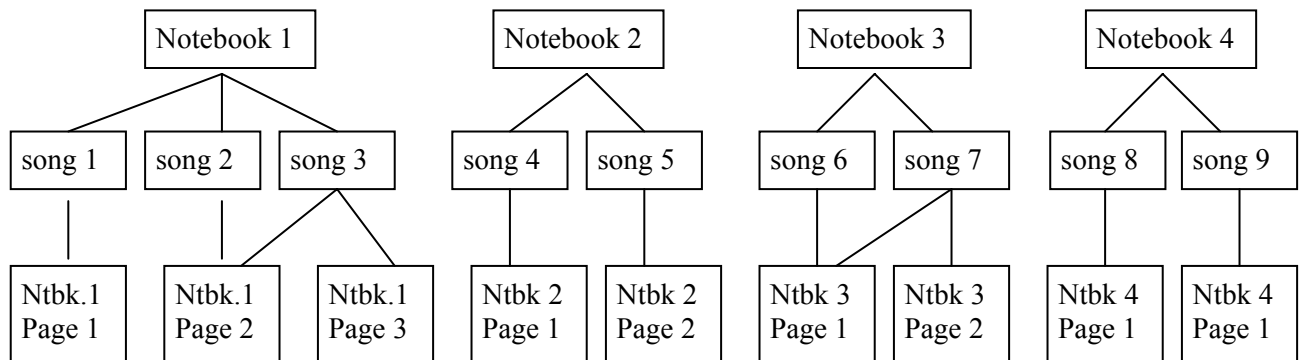 Notebook 1
Notebook 2
Notebook 3
Notebook 4
song 1
song 2
song 3
song 4
song 5
song 6
song 7
song 8
song 9
Ntbk.1
Page 1
Ntbk.1
Page 2
Ntbk.1
Page 3
Ntbk 2
Page 1
Ntbk 2
Page 2
Ntbk 3
Page 1
Ntbk 3
Page 2
Ntbk 4
Page 1
Ntbk 4
Page 1